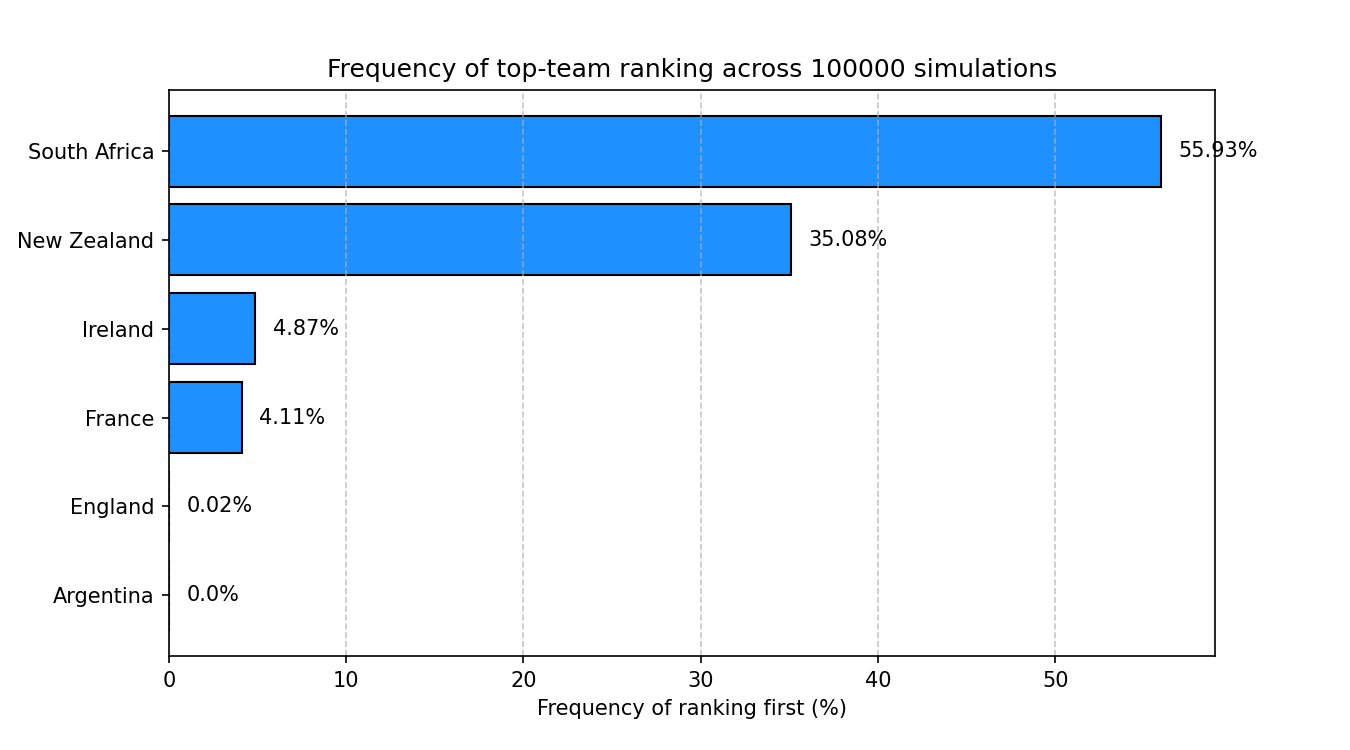 Frequency of top-team ranking across 100000 simulations
South Africa 55.93%
New Zealand 35.08%
Ireland 4.87%
France 4.11%
England 0.02%
Argentina 0.0%
0 10 20 30 40 50
Frequency of ranking first (%)